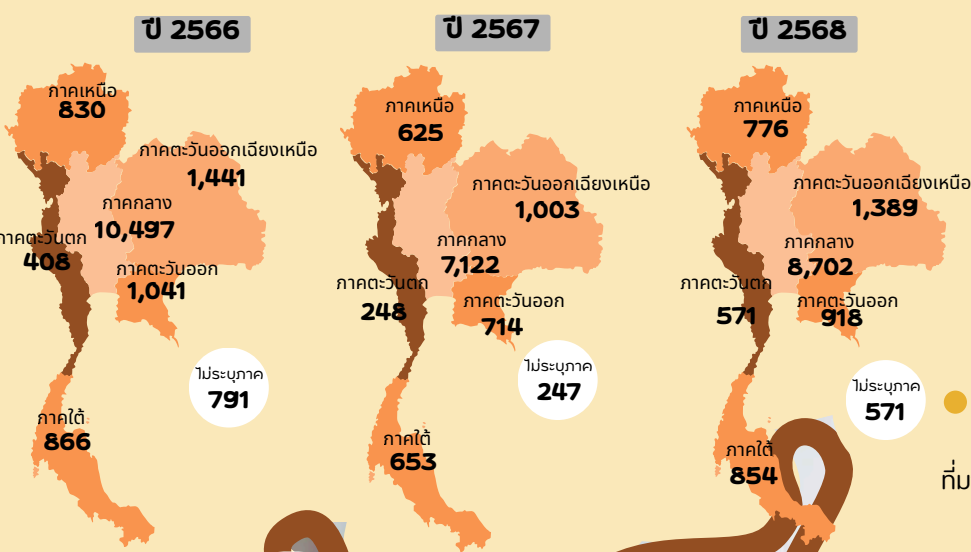 ปี 2566
ภาคเหนือ
830
ภาคตะวันออกเฉียงเหนือ
1,441
ภาคกลาง
10,497
ภาคตะวันตก
408
ภาคตะวันออก
1,041
ไม่ระบุภาค
791
ภาคใต้
866
ปี 2567
ภาคเหนือ
625
ภาคตะวันออกเฉียงเหนือ
1,003
ภาคกลาง
7,122
ภาคตะวันตก
248
ภาคตะวันออก
714
ไม่ระบุภาค
247
ภาคใต้
653
ปี 2568
ภาคเหนือ
776
ภาคตะวันออกเฉียงเหนือ
1,389
ภาคกลาง
8,702
ภาคตะวันตก
571
ภาคตะวันออก
918
ไม่ระบุภาค
571
ภาคใต้
854